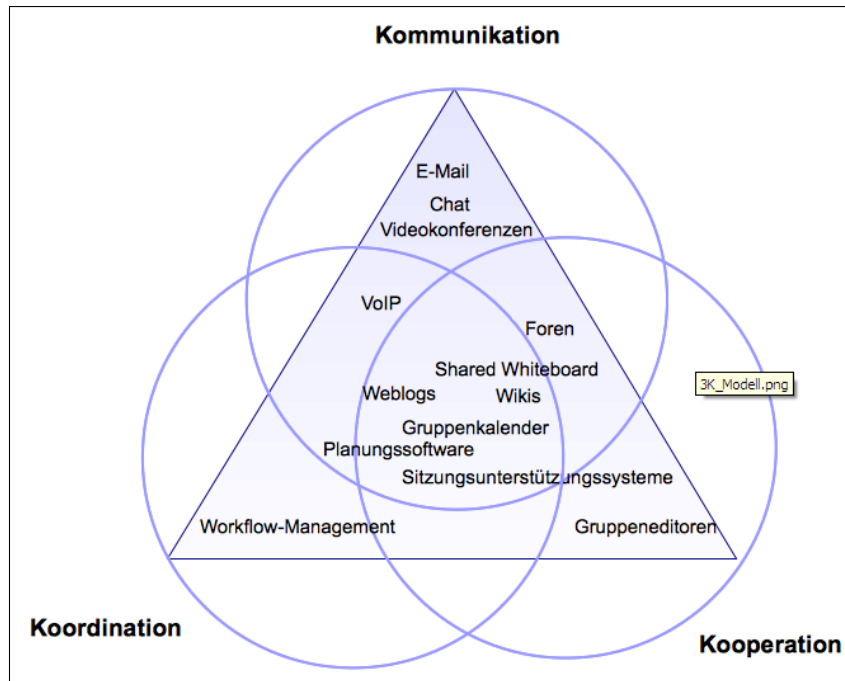 Kommunikation
E-Mail
Chat
Videokonferenzen
VoIP
Foren
Shared Whiteboard
3K_Modell.png
Weblogs
Wikis
Gruppenkalender
Planungssoftware
Sitzungsunterstützungssysteme
Workflow-Management
Gruppeneditoren
Koordination
Kooperation